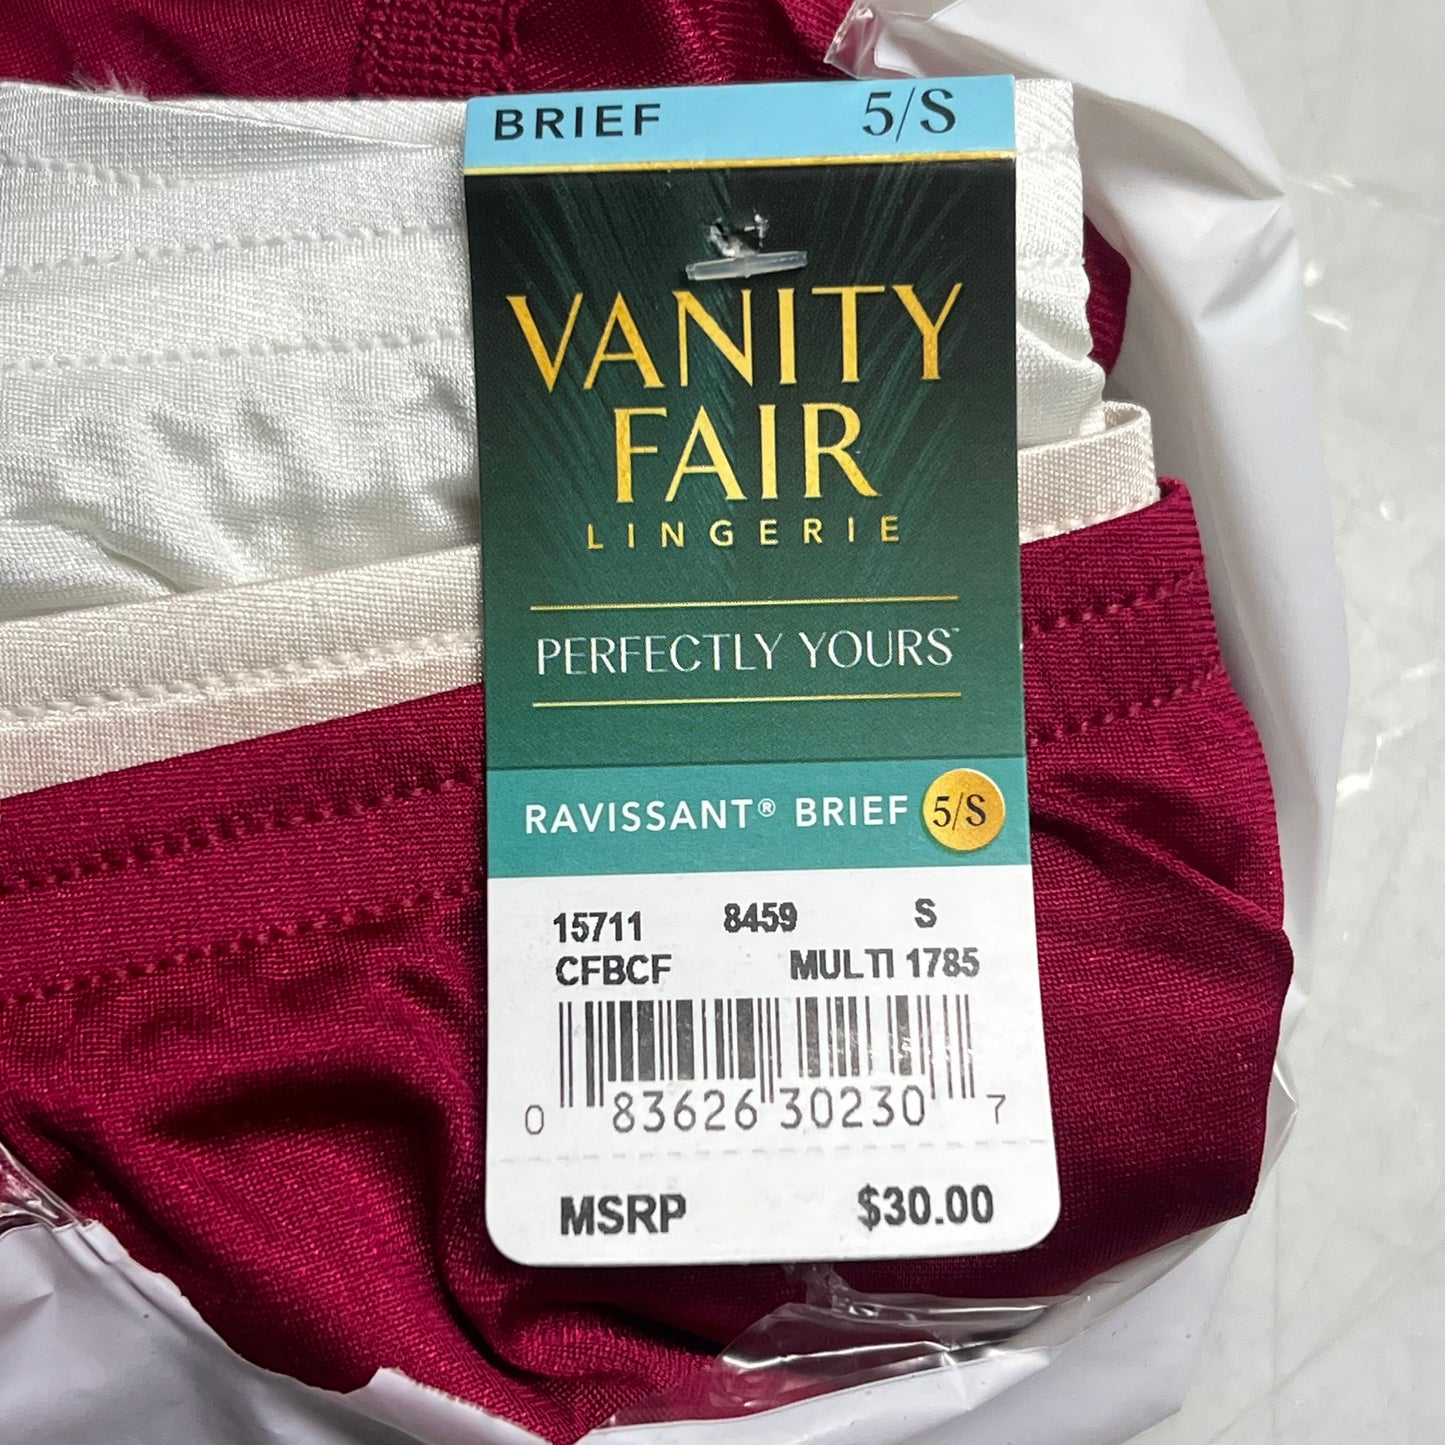 BRIEF 5/S
VANITY
FAIR
LINGERIE
PERFECTLY YOURS™
RAVISSANT® BRIEF 5/S
15711 8459 S
CFBCF MULTI 1785
0 83626 30230 7
MSRP $30.00